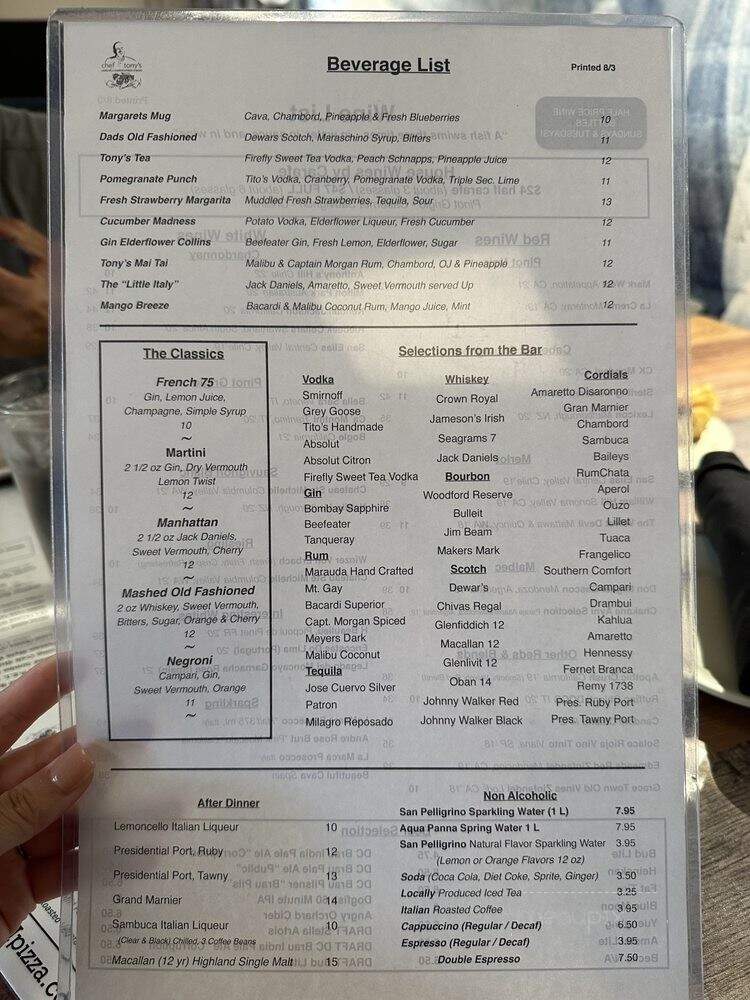 chef tony's
Beverage List
Printed 8/3
Margarets Mug Cava, Chambord, Pineapple & Fresh Blueberries 10
Dads Old Fashioned Dewars Scotch, Maraschino Syrup, Bitters 11
Tony's Tea Firefly Sweet Tea Vodka, Peach Schnapps, Pineapple Juice 12
Pomegranate Punch Tito's Vodka, Cranberry, Pomegranate Vodka, Triple Sec. Lime 11
Fresh Strawberry Margarita Muddled Fresh Strawberries, Tequila, Sour 13
Cucumber Madness Potato Vodka, Elderflower Liqueur, Fresh Cucumber 12
Gin Elderflower Collins Beefeater Gin, Fresh Lemon, Elderflower, Sugar 11
Tony's Mai Tai Malibu & Captain Morgan Rum, Chambord, OJ & Pineapple 12
The "Little Italy" Jack Daniels, Amaretto, Sweet Vermouth served Up 12
Mango Breeze Bacardi & Malibu Coconut Rum, Mango Juice, Mint 12
The Classics
French 75
Gin, Lemon Juice,
Champagne, Simple Syrup
10
~
Martini
2 1/2 oz Gin, Dry Vermouth
Lemon Twist
12
~
Manhattan
2 1/2 oz Jack Daniels,
Sweet Vermouth, Cherry
12
~
Mashed Old Fashioned
2 oz Whiskey, Sweet Vermouth,
Bitters, Sugar, Orange & Cherry
12
~
Negroni
Campari, Gin,
Sweet Vermouth, Orange
11
~
Selections from the Bar
Vodka
Smirnoff
Grey Goose
Tito's Handmade
Absolut
Absolut Citron
Firefly Sweet Tea Vodka
Gin
Bombay Sapphire
Beefeater
Tanqueray
Rum
Marauda Hand Crafted
Mt. Gay
Bacardi Superior
Capt. Morgan Spiced
Meyers Dark
Malibu Coconut
Tequila
Jose Cuervo Silver
Patron
Milagro Reposado
Whiskey
Crown Royal
Jameson's Irish
Seagrams 7
Jack Daniels
Bourbon
Woodford Reserve
Bulleit
Jim Beam
Makers Mark
Scotch
Dewar's
Chivas Regal
Glenfiddich 12
Macallan 12
Glenlivit 12
Oban 14
Johnny Walker Red
Johnny Walker Black
Cordials
Amaretto Disaronno
Gran Marnier
Chambord
Sambuca
Baileys
RumChata
Aperol
Ouzo
Lillet
Tuaca
Frangelico
Southern Comfort
Campari
Drambui
Kahlua
Amaretto
Hennessy
Fernet Branca
Remy 1738
Pres. Ruby Port
Pres. Tawny Port
After Dinner
Lemoncello Italian Liqueur 10
Presidential Port, Ruby 12
Presidential Port, Tawny 13
Grand Marnier 14
Sambuca Italian Liqueur 10
(Clear & Black) Chilled, 3 Coffee Beans
Macallan (12 yr) Highland Single Malt 15
Non Alcoholic
San Pelligrino Sparkling Water (1 L) 7.95
Aqua Panna Spring Water 1 L 7.95
San Pelligrino Natural Flavor Sparkling Water 3.95
(Lemon or Orange Flavors 12 oz)
Soda (Coca Cola, Diet Coke, Sprite, Ginger) 3.50
Locally Produced Iced Tea 3.25
Italian Roasted Coffee 3.95
Cappuccino (Regular / Decaf) 6.50
Espresso (Regular / Decaf) 3.95
Double Espresso 7.50
pizza.c